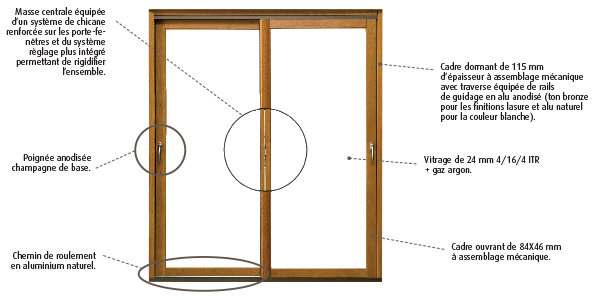 Masse centrale équipée
d'un système de chicane
renforcée sur les porte-fe-
nêtres et du système
règlage plus intégré
permettant de rigidifier
l'ensemble.
Poignée anodisée
champagne de base.
Chemin de roulement
en aluminium naturel.
Cadre dormant de 115 mm
d'épaisseur à assemblage mécanique
avec traverse équipée de rails
de guidage en alu anodisé (ton bronze
pour les finitions lasure et alu naturel
pour la couleur blanche).
Vitrage de 24 mm 4/16/4 ITR
+ gaz argon.
Cadre ouvrant de 84X46 mm
à assemblage mécanique.